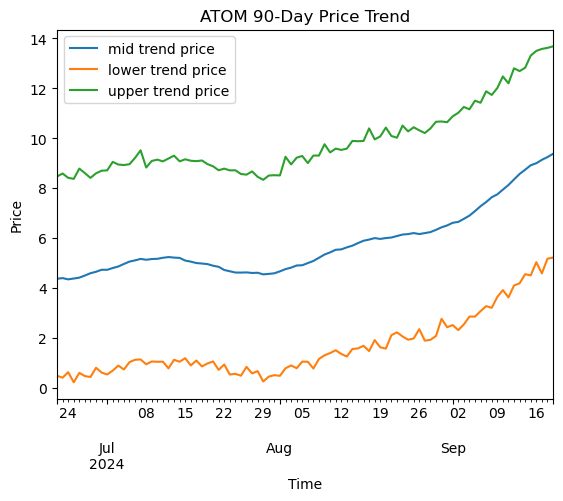 ATOM 90-Day Price Trend
mid trend price
lower trend price
upper trend price
Price
14
12
10
8
6
4
2
0
24 08 15 22 29 05 12 19 26 02 09 16
Jul Aug Sep
2024
Time